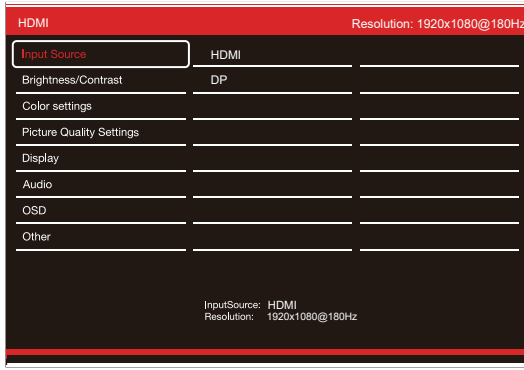 HDMI Resolution: 1920x1080@180Hz
Input Source HDMI
Brightness/Contrast DP
Color settings
Picture Quality Settings
Display
Audio
OSD
Other
InputSource: HDMI
Resolution: 1920x1080@180Hz